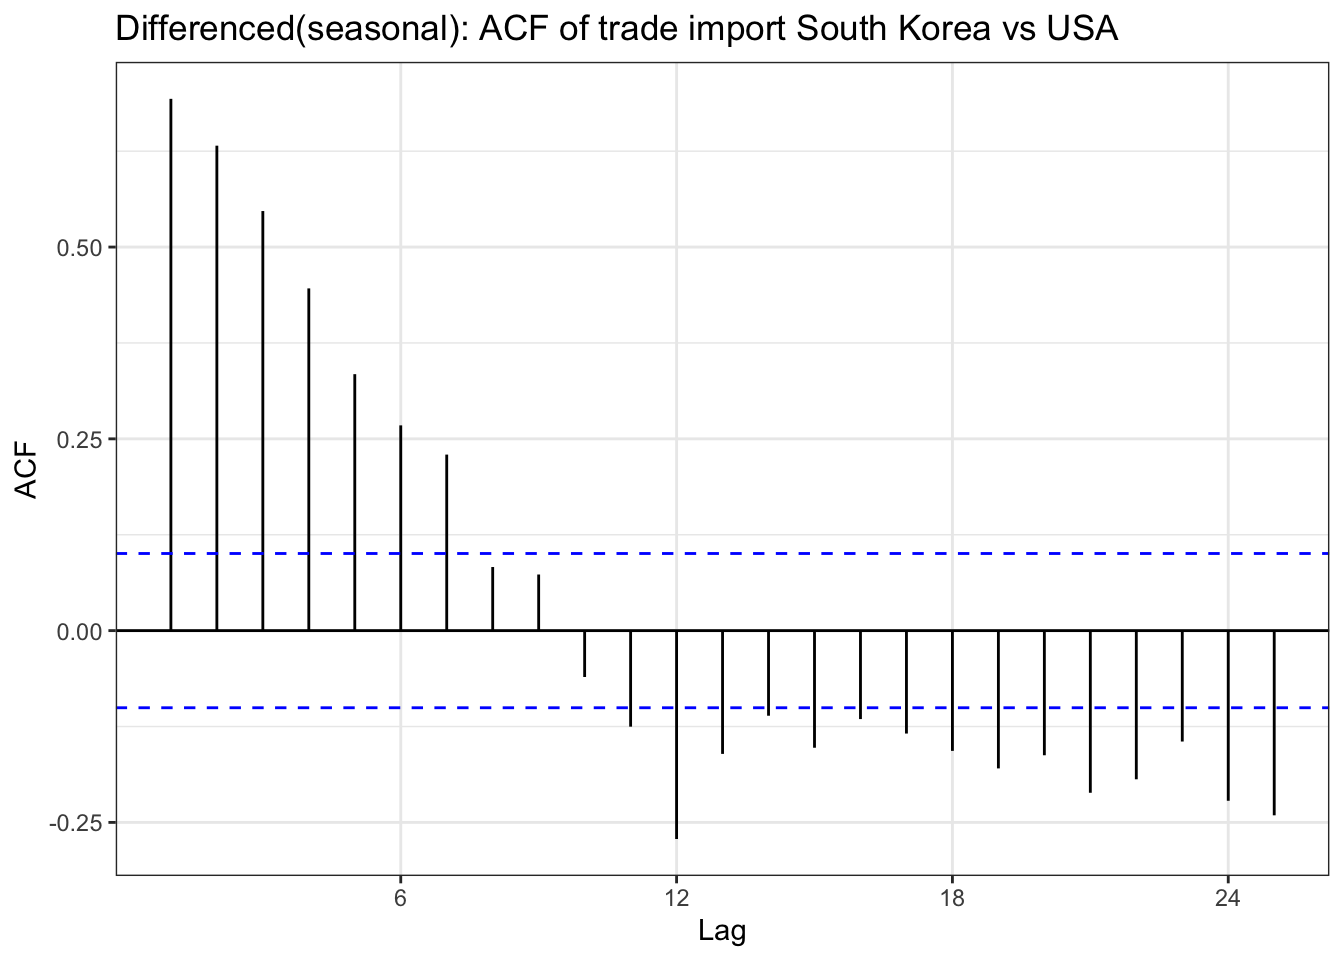 Differenced(seasonal): ACF of trade import South Korea vs USA
0.50
0.25
0.00
-0.25
ACF
6 12 18 24
Lag